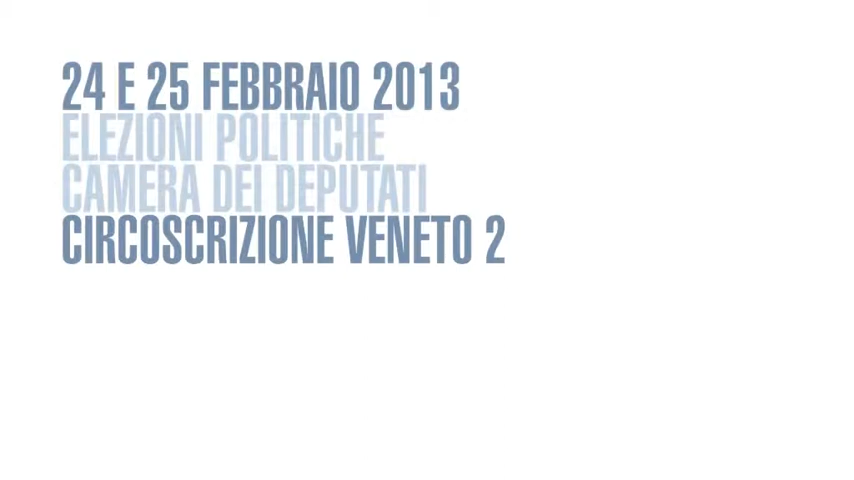 24 E 25 FEBBRAIO 2013
ELEZIONI POLITICHE
CAMERA DEI DEPUTATI
CIRCOSCRIZIONE VENETO 2